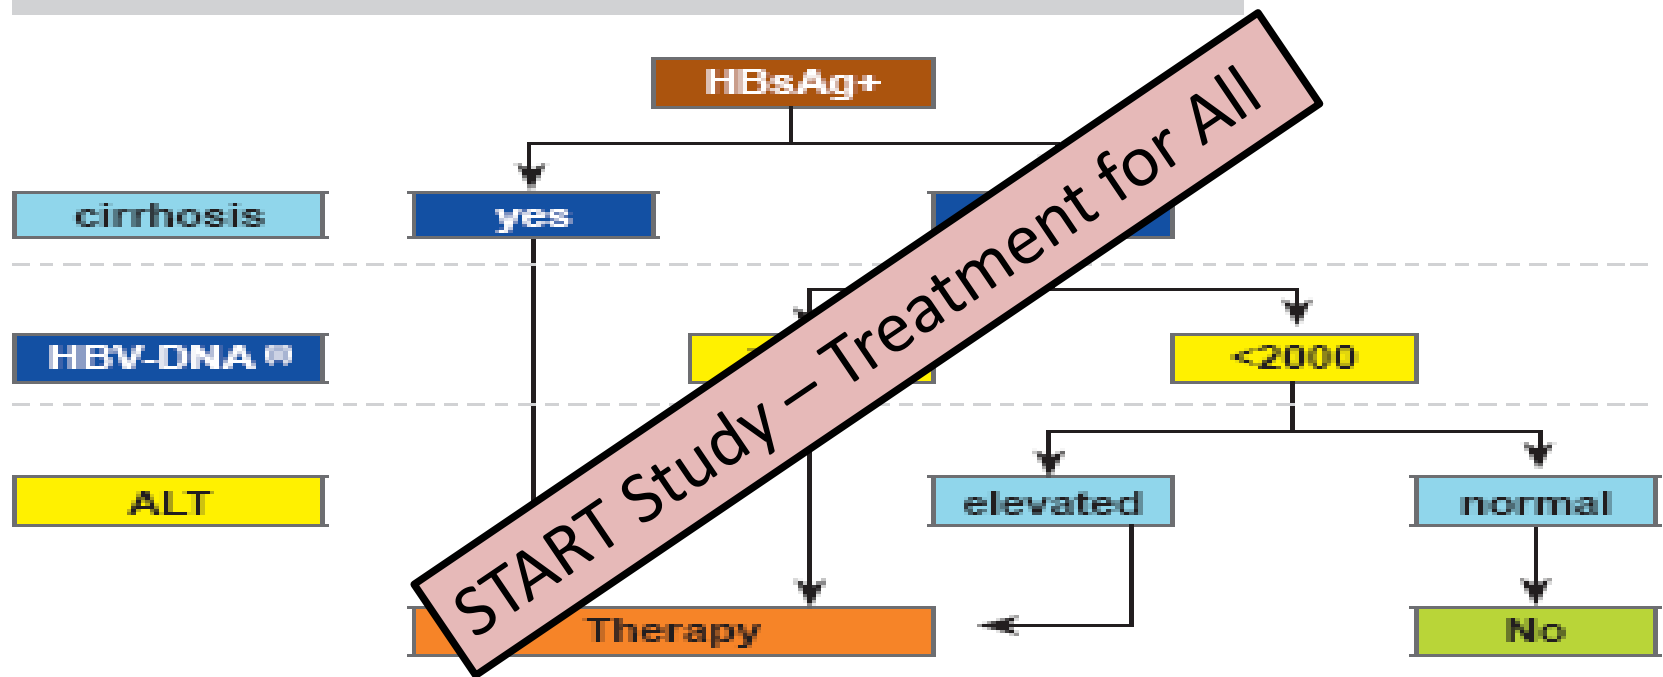 HBsAg+
START Study – Treatment for All
cirrhosis
yes
HBV-DNA
<2000
ALT
elevated
normal
Therapy
No